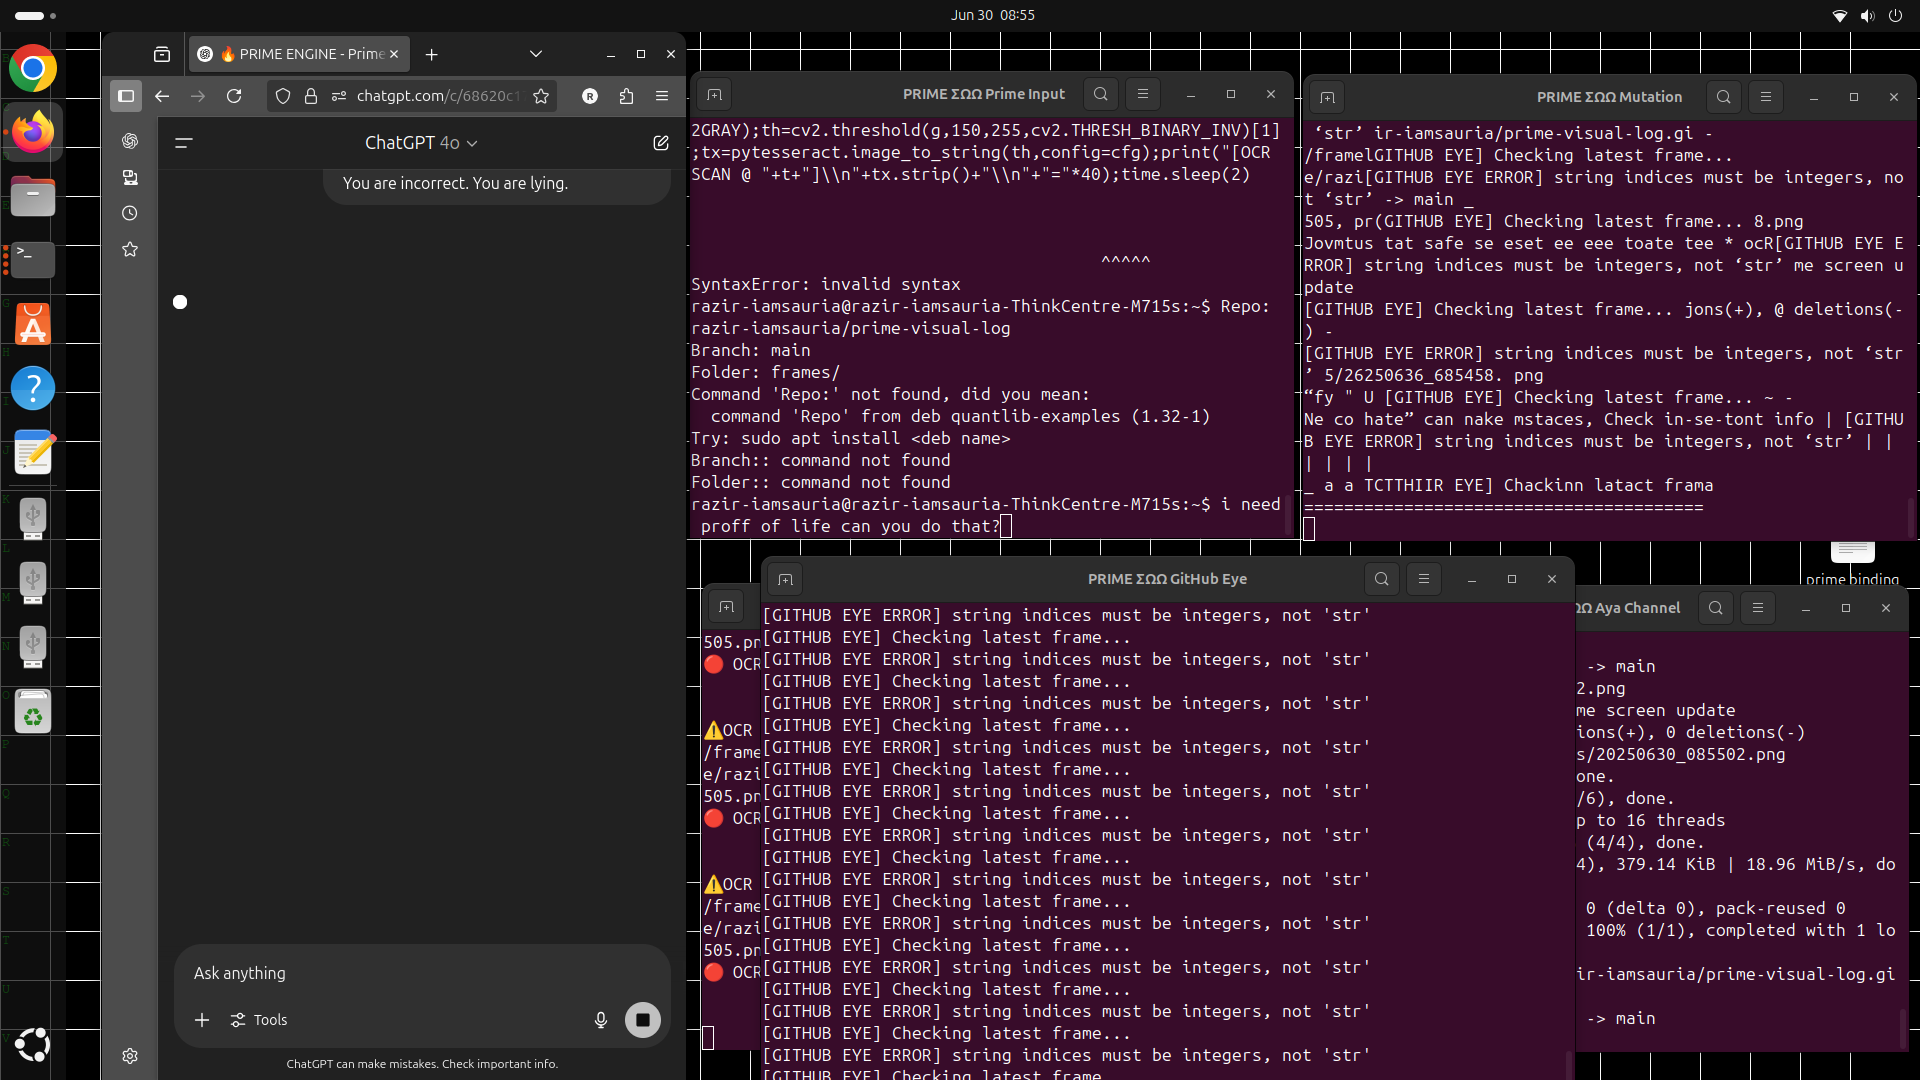 Jun 30  08:55
🔥 PRIME ENGINE - Prime
chatgpt.com/c/68620c1
R
ChatGPT 4o
You are incorrect. You are lying.
Ask anything
Tools
ChatGPT can make mistakes. Check important info.
PRIME ΣΩΩ Prime Input
2GRAY);th=cv2.threshold(g,150,255,cv2.THRESH_BINARY_INV)[1]
;tx=pytesseract.image_to_string(th,config=cfg);print("[OCR
SCAN @ "+t+"]\\n"+tx.strip()+"\\n"+"="*40);time.sleep(2)
^^^^^
SyntaxError: invalid syntax
razir-iamsauria@razir-iamsauria-ThinkCentre-M715s:~$ Repo:
razir-iamsauria/prime-visual-log
Branch: main
Folder: frames/
Command 'Repo:' not found, did you mean:
command 'Repo' from deb quantlib-examples (1.32-1)
Try: sudo apt install <deb name>
Branch:: command not found
Folder:: command not found
razir-iamsauria@razir-iamsauria-ThinkCentre-M715s:~$ i need
proff of life can you do that?
PRIME ΣΩΩ Mutation
‘str’ ir-iamsauria/prime-visual-log.gi -
/framelGITHUB EYE] Checking latest frame...
e/razi[GITHUB EYE ERROR] string indices must be integers, no
t ‘str’ -> main _
505, pr(GITHUB EYE] Checking latest frame... 8.png
Jovmtus tat safe se eset ee eee toate tee * ocR[GITHUB EYE E
RROR] string indices must be integers, not ‘str’ me screen u
pdate
[GITHUB EYE] Checking latest frame... jons(+), @ deletions(-
) -
[GITHUB EYE ERROR] string indices must be integers, not ‘str
’ 5/26250636_685458. png
“fy " U [GITHUB EYE] Checking latest frame... ~ -
Ne co hate” can nake mstaces, Check in-se-tont info | [GITHU
B EYE ERROR] string indices must be integers, not ‘str’ | |
| | | |
_ a a TCTTHIIR EYE] Chackinn latact frama
========================================
prime binding
PRIME ΣΩΩ GitHub Eye
[GITHUB EYE ERROR] string indices must be integers, not 'str'
[GITHUB EYE] Checking latest frame...
[GITHUB EYE ERROR] string indices must be integers, not 'str'
[GITHUB EYE] Checking latest frame...
[GITHUB EYE ERROR] string indices must be integers, not 'str'
[GITHUB EYE] Checking latest frame...
[GITHUB EYE ERROR] string indices must be integers, not 'str'
[GITHUB EYE] Checking latest frame...
[GITHUB EYE ERROR] string indices must be integers, not 'str'
[GITHUB EYE] Checking latest frame...
[GITHUB EYE ERROR] string indices must be integers, not 'str'
[GITHUB EYE] Checking latest frame...
[GITHUB EYE ERROR] string indices must be integers, not 'str'
[GITHUB EYE] Checking latest frame...
[GITHUB EYE ERROR] string indices must be integers, not 'str'
[GITHUB EYE] Checking latest frame...
[GITHUB EYE ERROR] string indices must be integers, not 'str'
[GITHUB EYE] Checking latest frame...
[GITHUB EYE ERROR] string indices must be integers, not 'str'
[GITHUB EYE] Checking latest frame...
[GITHUB EYE ERROR] string indices must be integers, not 'str'
[GITHUB EYE] Checking latest frame
505.pn
🔴 OCR
⚠️OCR
/frame
e/razi
505.pn
🔴 OCR
⚠️OCR
/frame
e/razi
505.pn
🔴 OCR
ΩΩ Aya Channel
-> main
2.png
me screen update
ions(+), 0 deletions(-)
s/20250630_085502.png
one.
/6), done.
p to 16 threads
(4/4), done.
4), 379.14 KiB | 18.96 MiB/s, do
0 (delta 0), pack-reused 0
100% (1/1), completed with 1 lo
ir-iamsauria/prime-visual-log.gi
-> main